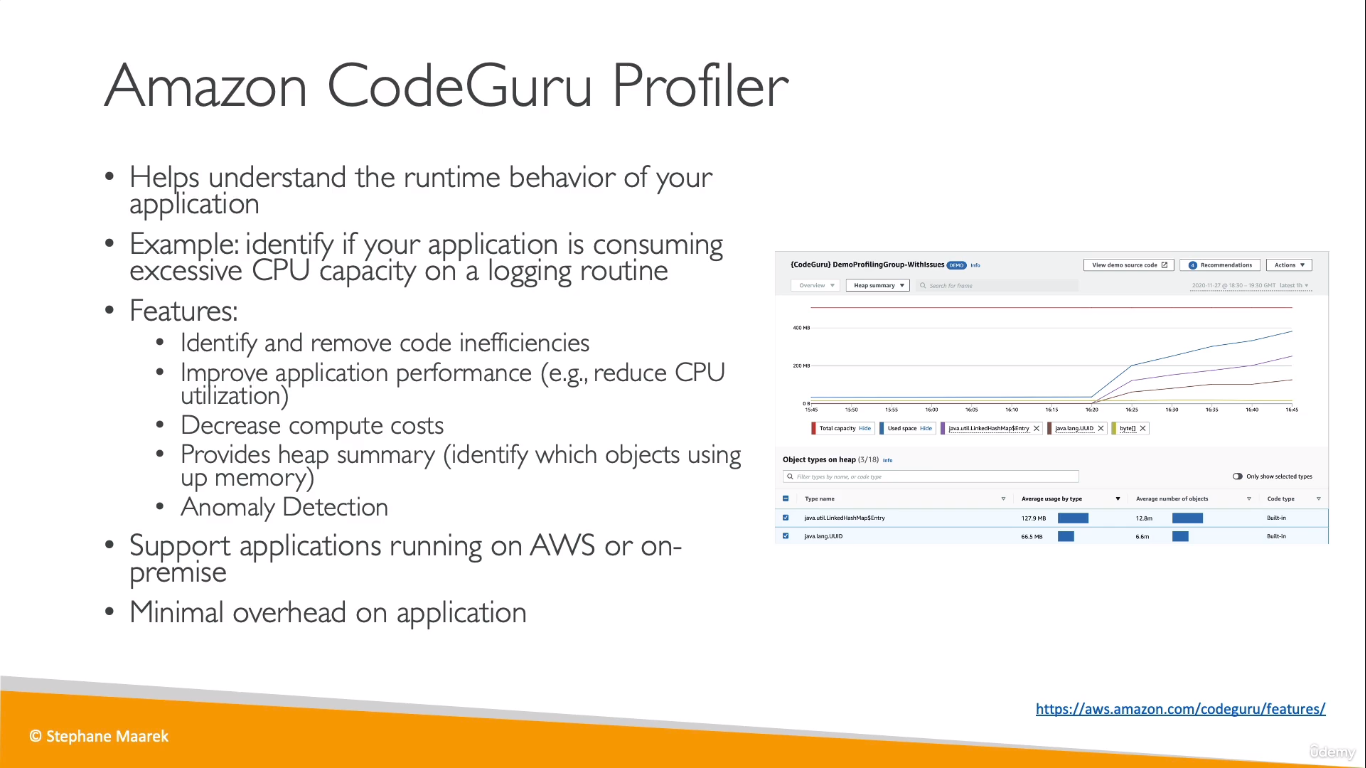 Amazon CodeGuru Profiler
• Helps understand the runtime behavior of your
application
• Example: identify if your application is consuming
excessive CPU capacity on a logging routine
• Features:
• Identify and remove code inefficiencies
• Improve application performance (e.g., reduce CPU
utilization)
• Decrease compute costs
• Provides heap summary (identify which objects using
up memory)
• Anomaly Detection
• Support applications running on AWS or on-
premise
• Minimal overhead on application
{CodeGuru} DemoProfilingGroup-WithIssues DEMO Info
View demo source code
Recommendations
Actions
Overview
Heap summary
Search for frame
2020-11-27 @ 18:30 – 19:30 GMT Latest 1h
400 MB
200 MB
0 B
15:45 15:50 15:55 16:00 16:05 16:10 16:15 16:20 16:25 16:30 16:35 16:40 16:45
Total capacity Hide
Used space Hide
java.util.LinkedHashMap$Entry
java.lang.UUID
byte[]
Object types on heap (3/18) Info
Filter types by name, or code type
Only show selected types
Type name Average usage by type Average number of objects Code type
java.util.LinkedHashMap$Entry 127.9 MB 12.8m Built-in
java.lang.UUID 66.5 MB 6.6m Built-in
https://aws.amazon.com/codeguru/features/
© Stephane Maarek
ûdemy